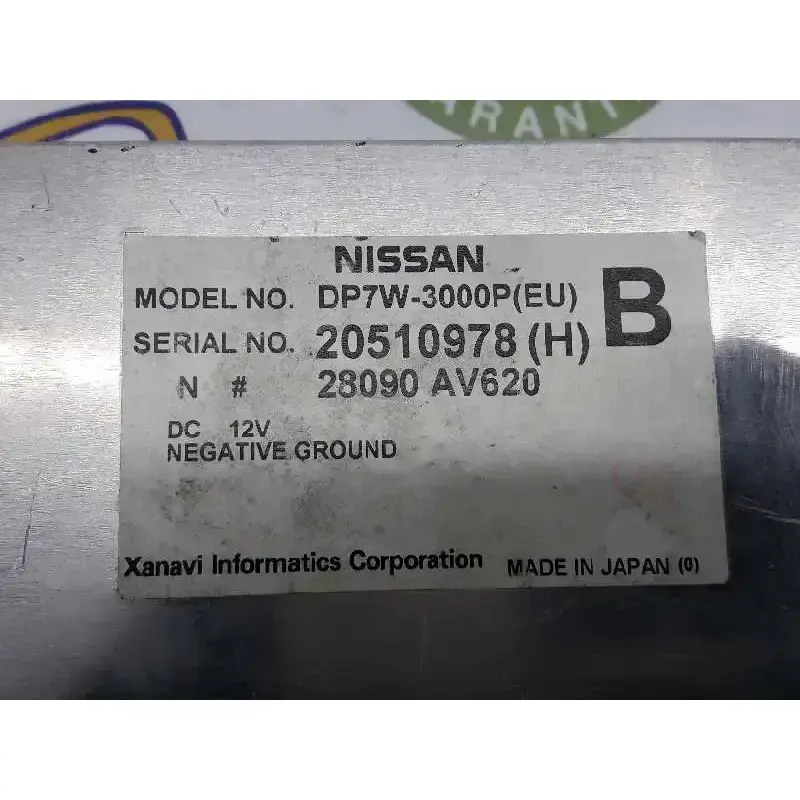 ARANTI
NISSAN
MODEL NO. DP7W-3000P(EU) B
SERIAL NO. 20510978 (H)
N # 28090 AV620
DC 12V
NEGATIVE GROUND
Xanavi Informatics Corporation MADE IN JAPAN (0)